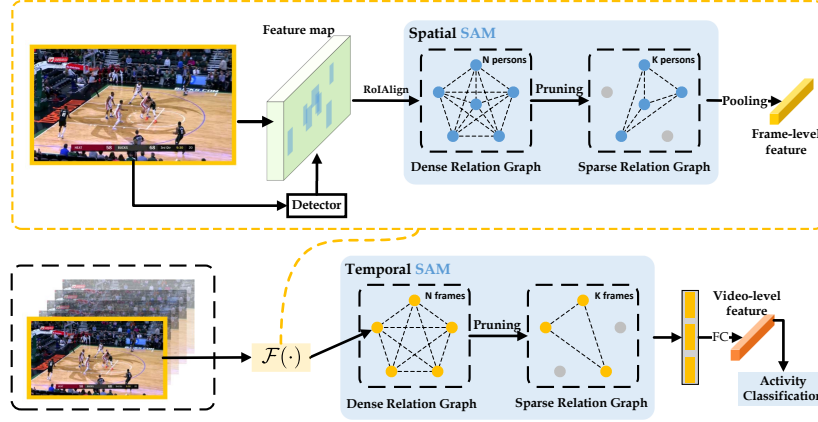 Feature map
Spatial SAM
N persons
K persons
RoIAlign
Pruning
Pooling
Frame-level
feature
Dense Relation Graph
Sparse Relation Graph
Detector
Temporal SAM
N frames
K frames
Video-level
feature
Pruning
FC
F(·)
Activity
Classification
Dense Relation Graph
Sparse Relation Graph